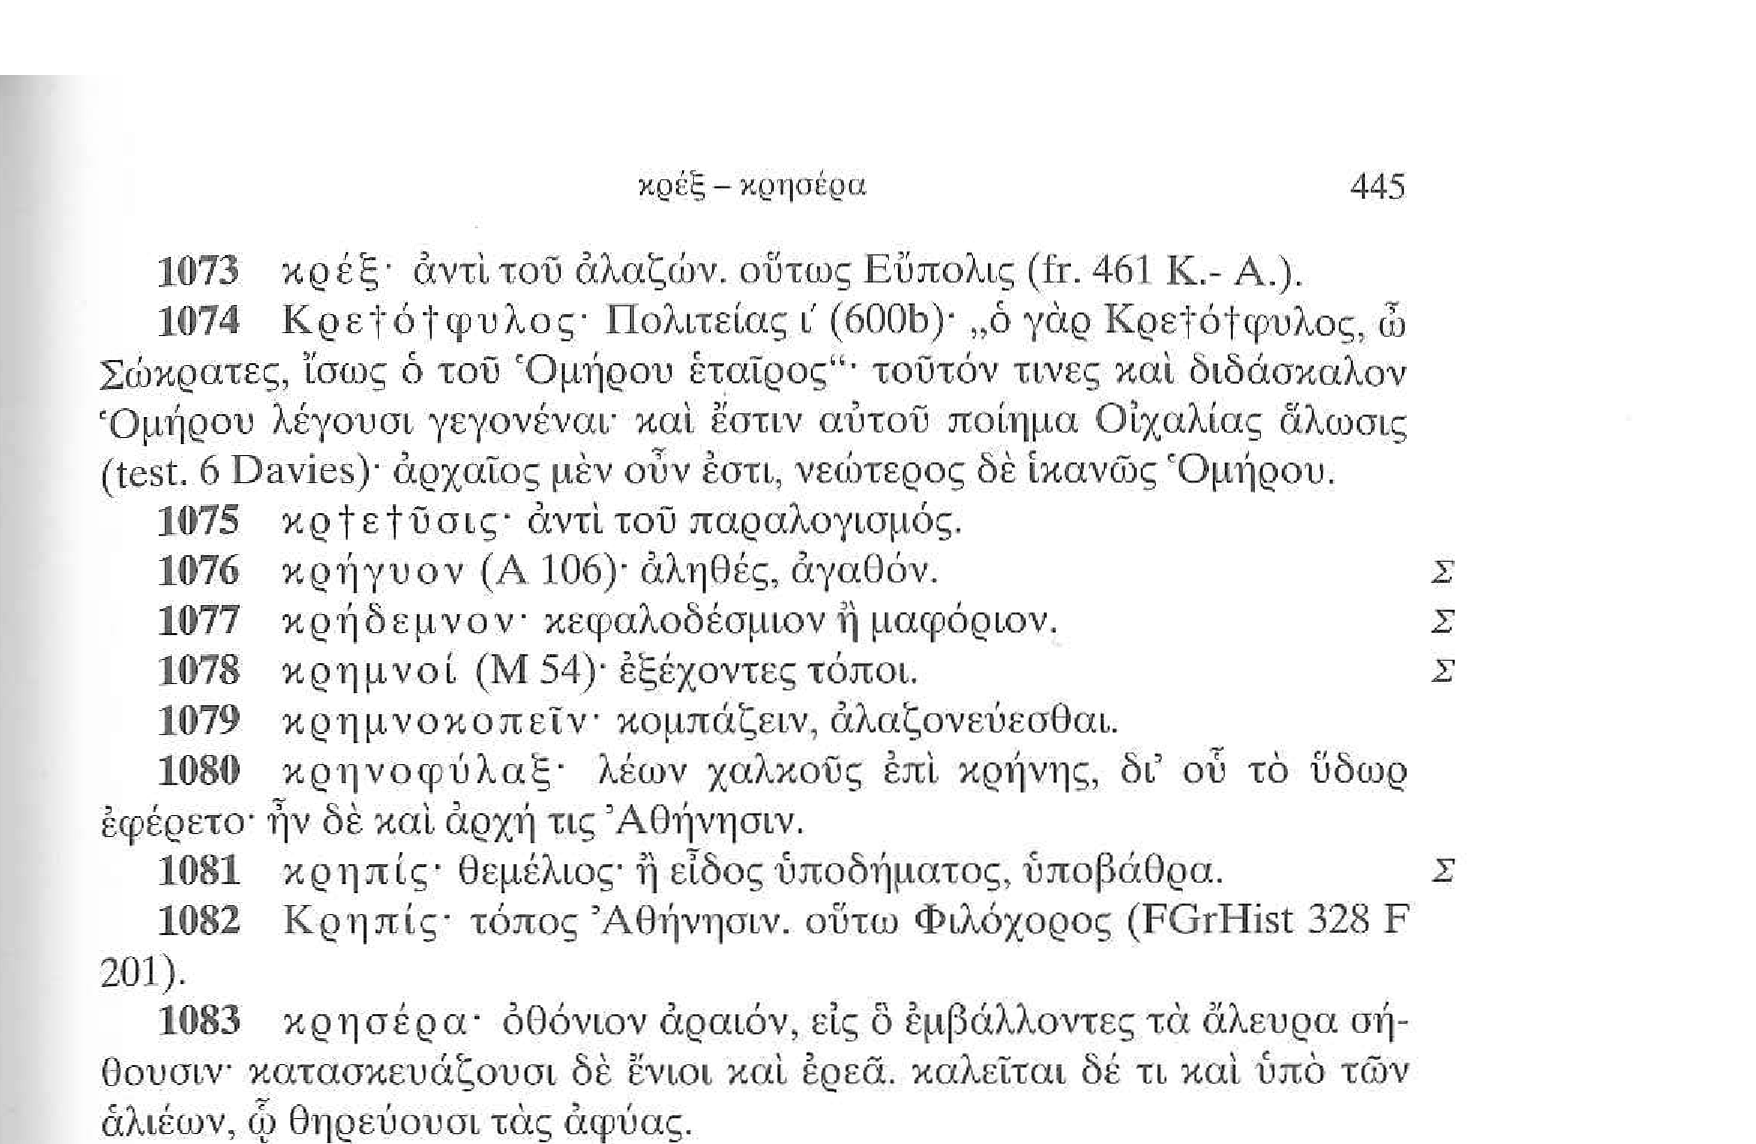 κρέξ – κρησέρα 445
1073 κρέξ· ἀντὶ τοῦ ἀλαζών. οὕτως Εὔπολις (fr. 461 K.- A.).
1074 Κρε†ό†φυλος· Πολιτείας ι′ (600b)· „ὁ γὰρ Κρε†ό†φυλος, ὦ
Σώκρατες, ἴσως ὁ τοῦ Ὁμήρου ἑταῖρος“· τοῦτόν τινες καὶ διδάσκαλον
Ὁμήρου λέγουσι γεγονέναι· καὶ ἔστιν αὐτοῦ ποίημα Οἰχαλίας ἅλωσις
(test. 6 Davies)· ἀρχαῖος μὲν οὖν ἐστι, νεώτερος δὲ ἱκανῶς Ὁμήρου.
1075 κρ†ε†ῦσις· ἀντὶ τοῦ παραλογισμός.
1076 κρήγυον (Α 106)· ἀληθές, ἀγαθόν. Σ
1077 κρήδεμνον· κεφαλοδέσμιον ἢ μαφόριον. Σ
1078 κρημνοί (Μ 54)· ἐξέχοντες τόποι. Σ
1079 κρημνοκοπεῖν· κομπάζειν, ἀλαζονεύεσθαι.
1080 κρηνοφύλαξ· λέων χαλκοῦς ἐπὶ κρήνης, δι’ οὗ τὸ ὕδωρ
ἐφέρετο· ἦν δὲ καὶ ἀρχή τις Ἀθήνησιν.
1081 κρηπίς· θεμέλιος· ἢ εἶδος ὑποδήματος, ὑποβάθρα. Σ
1082 Κρηπίς· τόπος Ἀθήνησιν. οὕτω Φιλόχορος (FGrHist 328 F
201).
1083 κρησέρα· ὀθόνιον ἀραιόν, εἰς ὃ ἐμβάλλοντες τὰ ἄλευρα σή-
θουσιν· κατασκευάζουσι δὲ ἔνιοι καὶ ἐρεᾶ. καλεῖται δέ τι καὶ ὑπὸ τῶν
ἁλιέων, ᾧ θηρεύουσι τὰς ἀφύας.